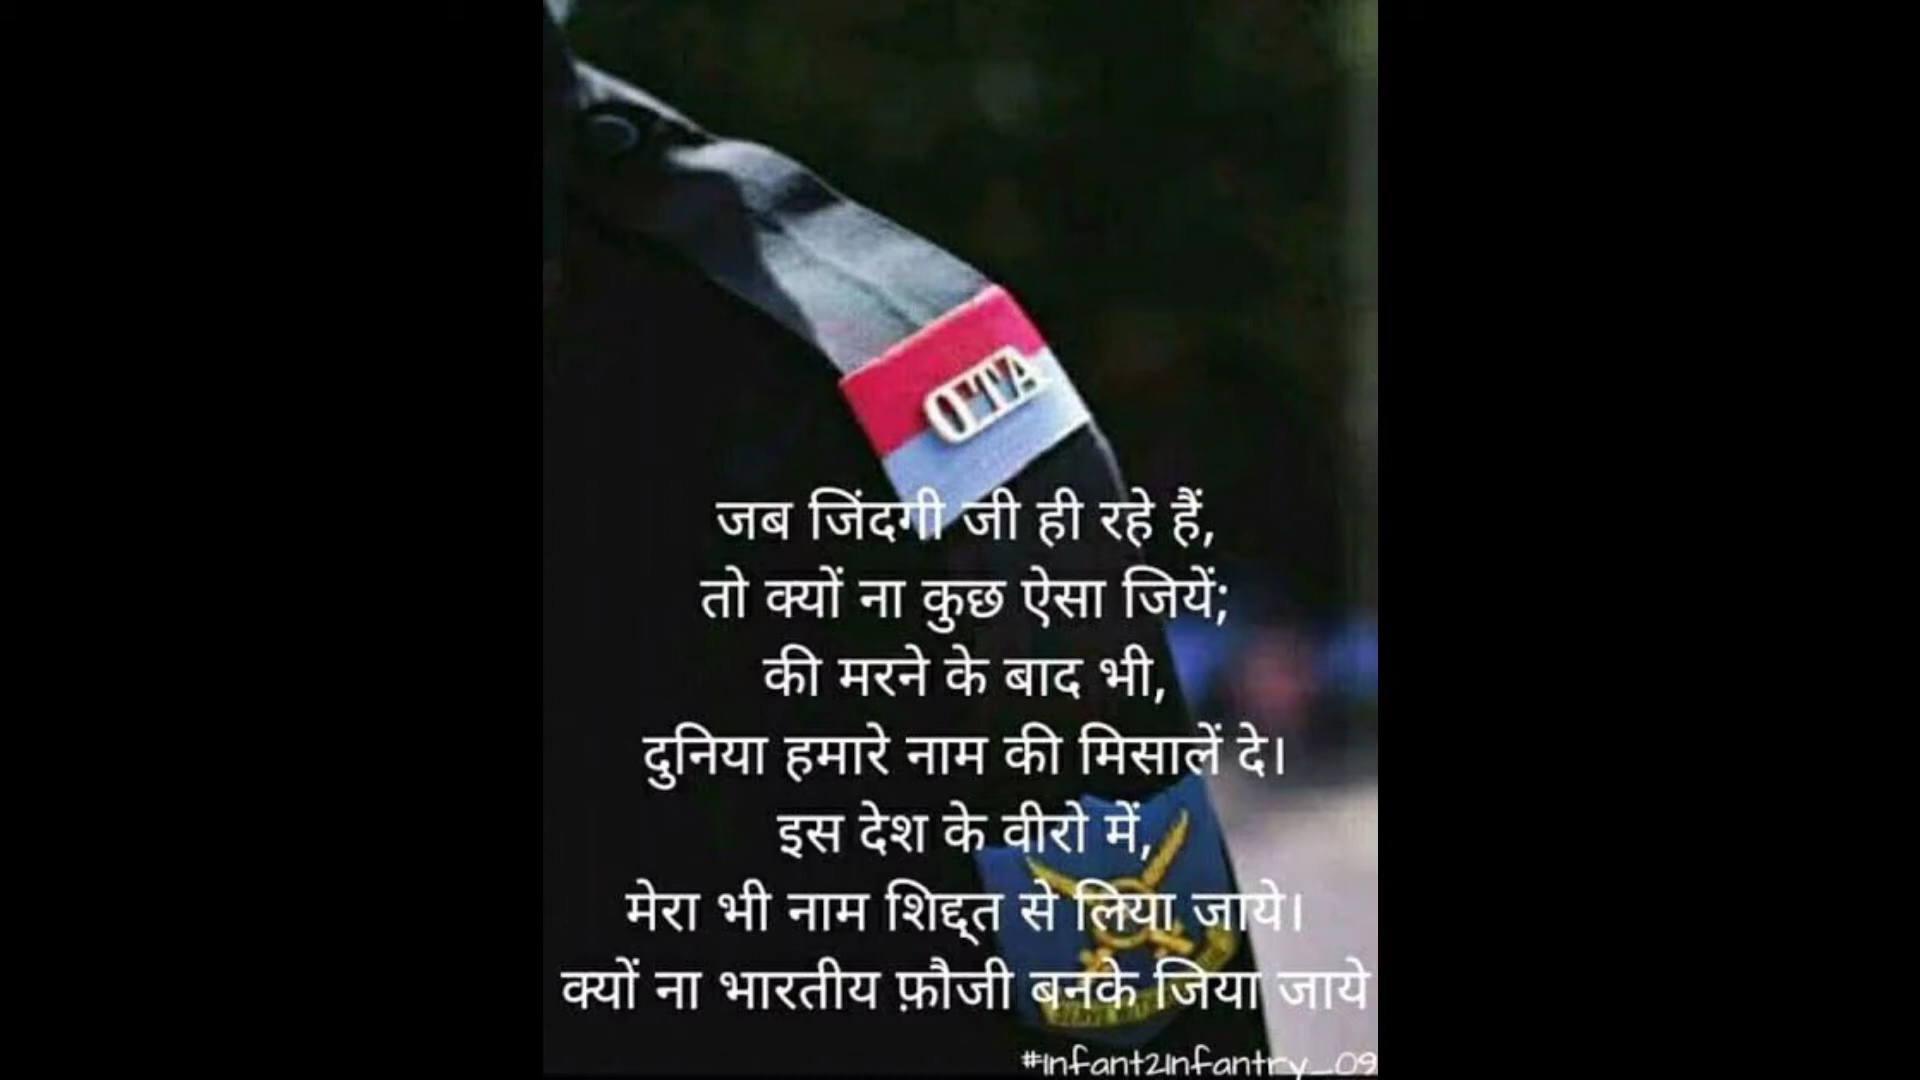 जब जिंदगी जी ही रहे हैं,
तो क्यों ना कुछ ऐसा जियें;
की मरने के बाद भी,
दुनिया हमारे नाम की मिसालें दे।
इस देश के वीरो में,
मेरा भी नाम शिद्दत से लिया जाये।
क्यों ना भारतीय फ़ौजी बनके जिया जाये
#infant2infantry_09